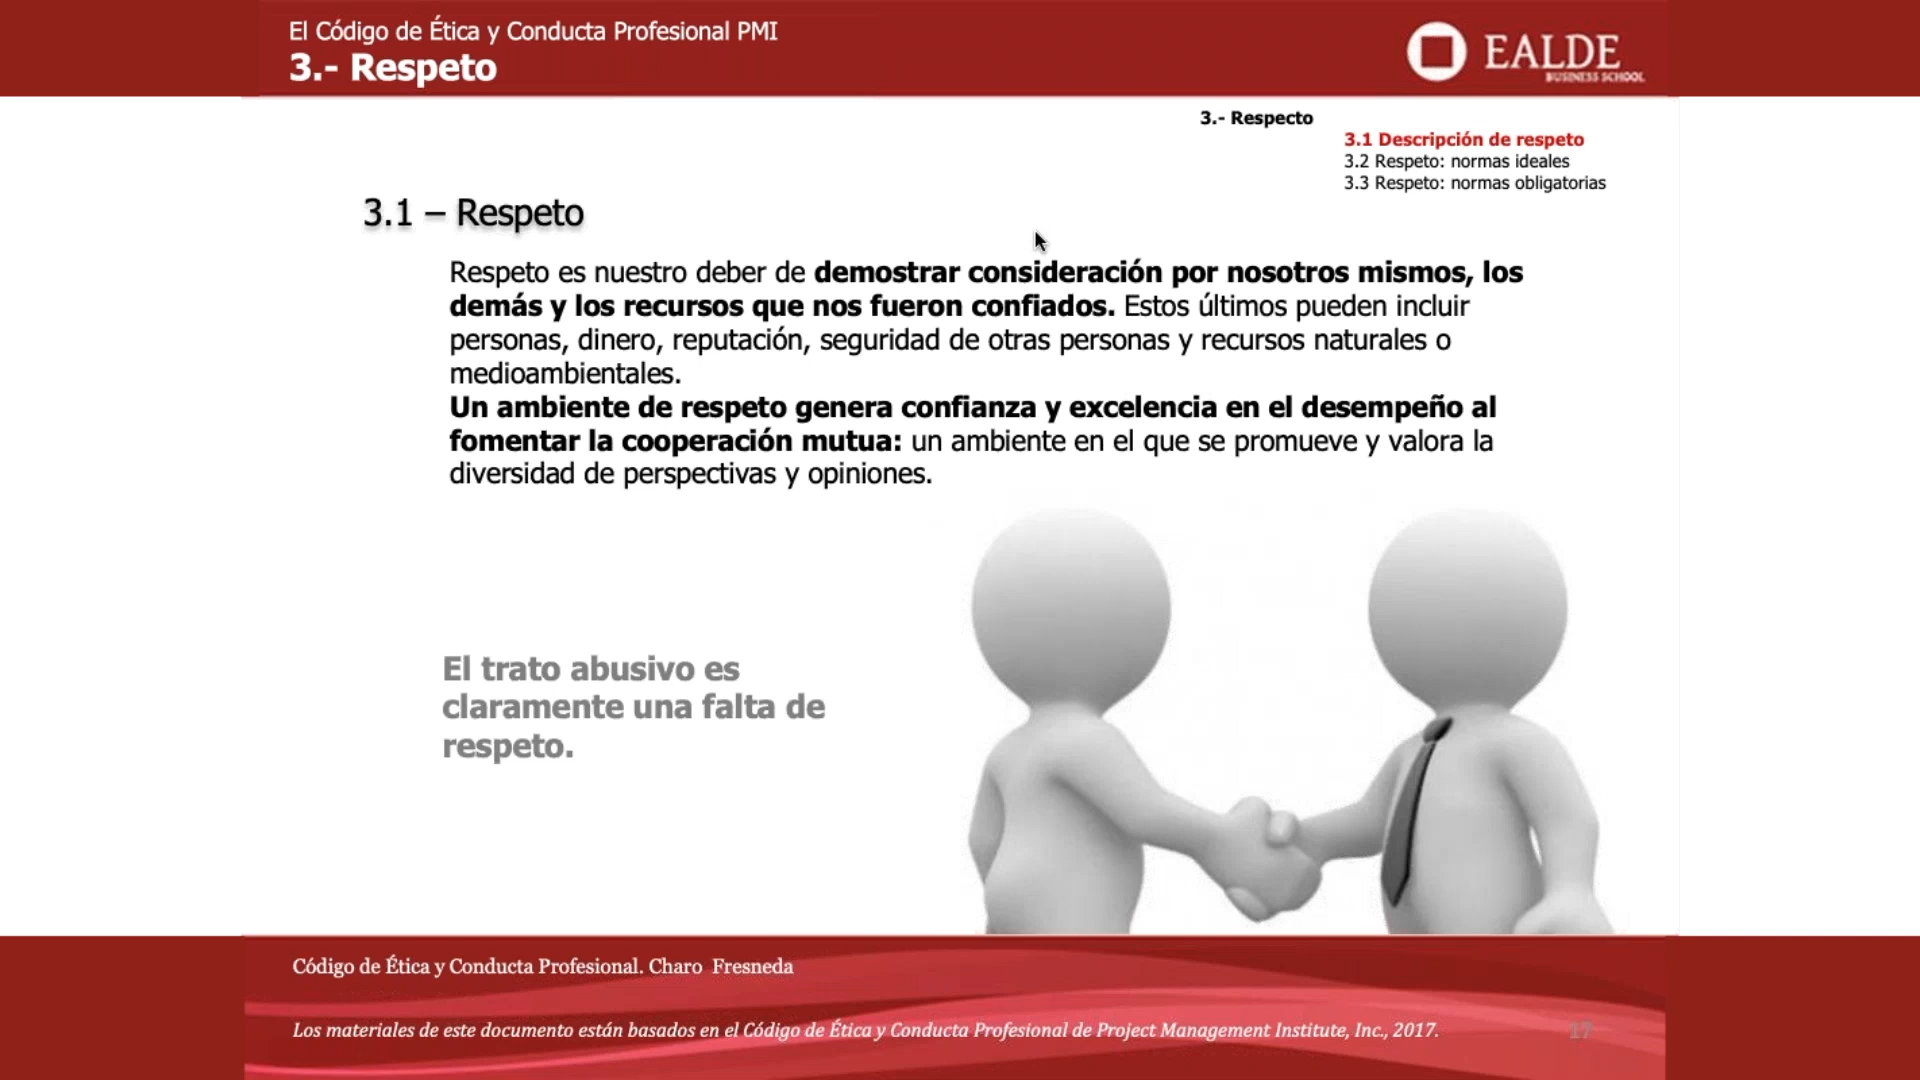 El Código de Ética y Conducta Profesional PMI
3.- Respeto
EALDE
BUSINESS SCHOOL
3.- Respecto
3.1 Descripción de respeto
3.2 Respeto: normas ideales
3.3 Respeto: normas obligatorias
3.1 – Respeto
Respeto es nuestro deber de demostrar consideración por nosotros mismos, los
demás y los recursos que nos fueron confiados. Estos últimos pueden incluir
personas, dinero, reputación, seguridad de otras personas y recursos naturales o
medioambientales.
Un ambiente de respeto genera confianza y excelencia en el desempeño al
fomentar la cooperación mutua: un ambiente en el que se promueve y valora la
diversidad de perspectivas y opiniones.
El trato abusivo es
claramente una falta de
respeto.
Código de Ética y Conducta Profesional. Charo Fresneda
Los materiales de este documento están basados en el Código de Ética y Conducta Profesional de Project Management Institute, Inc., 2017.
17